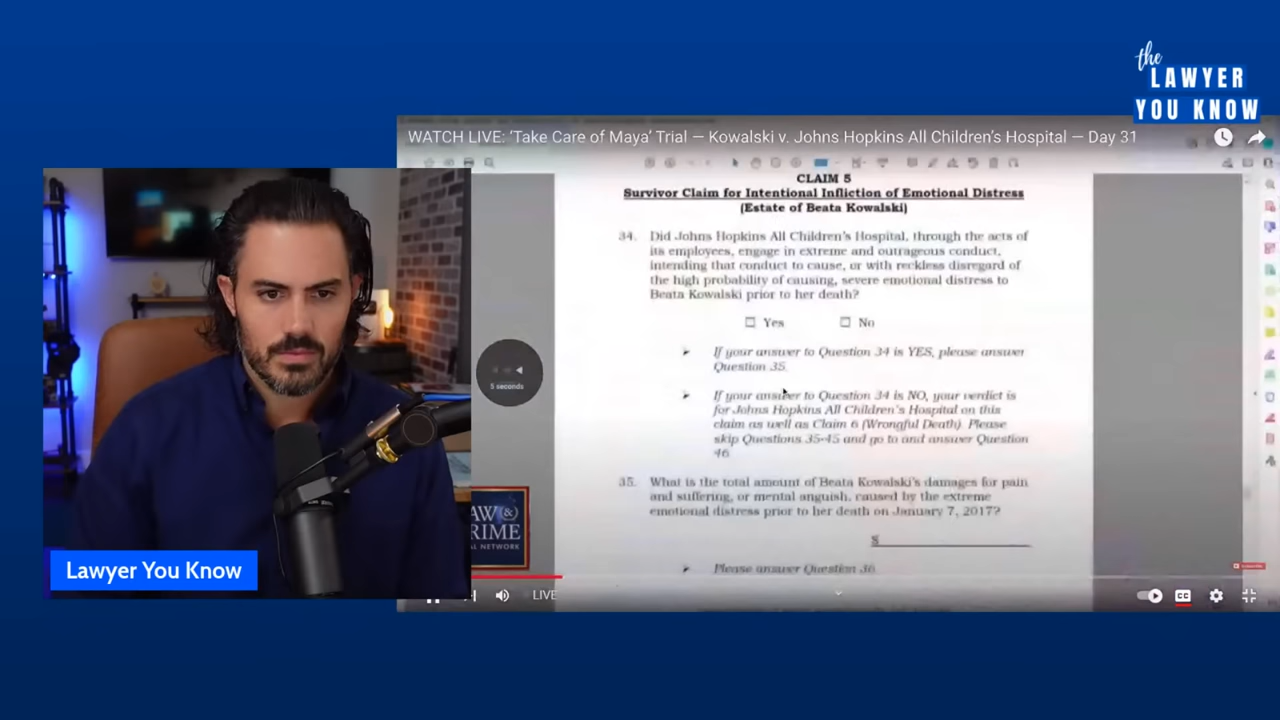 the
LAWYER
YOU KNOW
WATCH LIVE: ‘Take Care of Maya’ Trial — Kowalski v. Johns Hopkins All Children’s Hospital — Day 31
CLAIM 5
Survivor Claim for Intentional Infliction of Emotional Distress
(Estate of Beata Kowalski)
34. Did Johns Hopkins All Children's Hospital, through the acts of
its employees, engage in extreme and outrageous conduct,
intending that conduct to cause, or with reckless disregard of
the high probability of causing, severe emotional distress to
Beata Kowalski prior to her death?
☐ Yes ☐ No
➤ If your answer to Question 34 is YES, please answer
Question 35.
➤ If your answer to Question 34 is NO, your verdict is
for Johns Hopkins All Children's Hospital on this
claim as well as Claim 6 (Wrongful Death). Please
skip Questions 35-45 and go to and answer Question
46
35. What is the total amount of Beata Kowalski's damages for pain
and suffering, or mental anguish, caused by the extreme
emotional distress prior to her death on January 7, 2017?
$
➤ Please answer Question 36.
5 seconds
AW &
RIME
AL NETWORK
Lawyer You Know
LIVE
CC